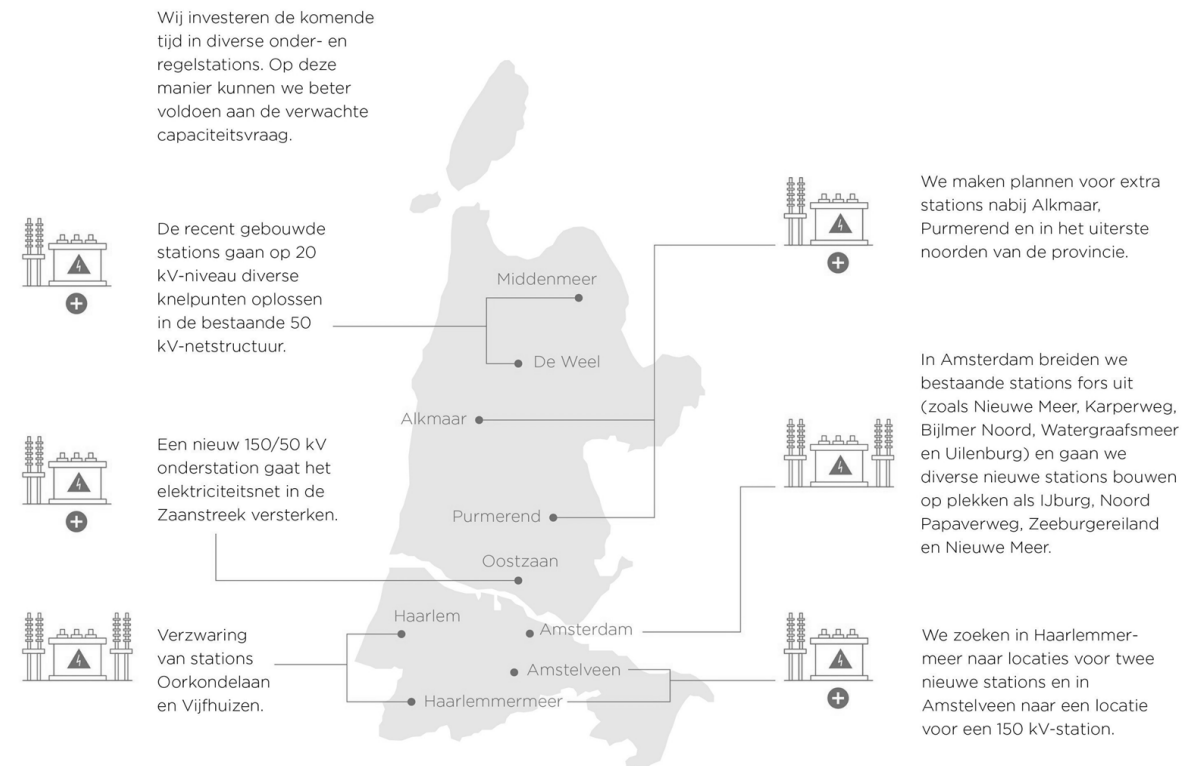 Wij investeren de komende
tijd in diverse onder- en
regelstations. Op deze
manier kunnen we beter
voldoen aan de verwachte
capaciteitsvraag.
De recent gebouwde
stations gaan op 20
kV-niveau diverse
knelpunten oplossen
in de bestaande 50
kV-netstructuur.
Een nieuw 150/50 kV
onderstation gaat het
elektriciteitsnet in de
Zaanstreek versterken.
Verzwaring
van stations
Oorkondelaan
en Vijfhuizen.
Middenmeer
De Weel
Alkmaar
Purmerend
Oostzaan
Haarlem
Amsterdam
Amstelveen
Haarlemmermeer
We maken plannen voor extra
stations nabij Alkmaar,
Purmerend en in het uiterste
noorden van de provincie.
In Amsterdam breiden we
bestaande stations fors uit
(zoals Nieuwe Meer, Karperweg,
Bijlmer Noord, Watergraafsmeer
en Uilenburg) en gaan we
diverse nieuwe stations bouwen
op plekken als IJburg, Noord
Papaverweg, Zeeburgereiland
en Nieuwe Meer.
We zoeken in Haarlemmer-
meer naar locaties voor twee
nieuwe stations en in
Amstelveen naar een locatie
voor een 150 kV-station.